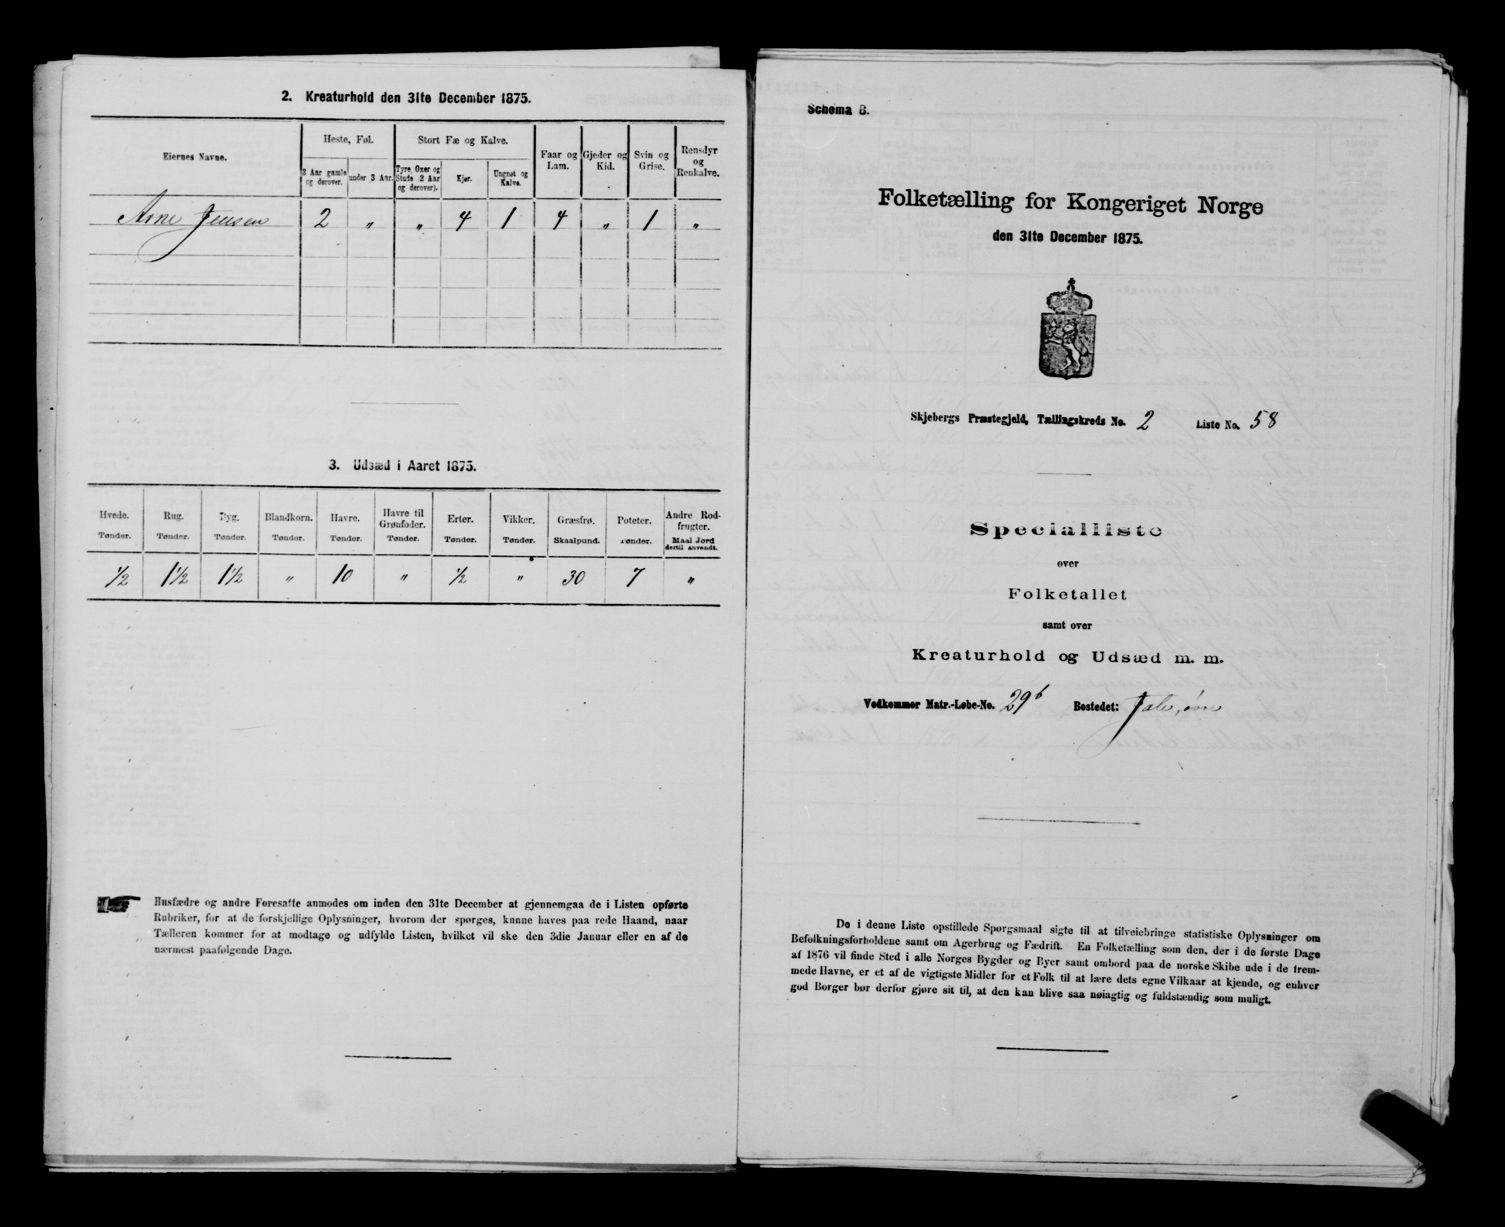 2. Kreaturhold den 31te December 1875.
Eiernes Navne.
Heste, Føl.
Stort Fæ og Kalve.
Faar og Lam.
Gjeder og Kid.
Svin og Grise.
Rensdyr og Renkalve.
3 Aar gamle og derover.
under 3 Aar.
Tyre, Oxer og Stude (2 Aar og derover).
Kjør.
Ungnøt og Kalve.
Arne Jensen 2 " " 4 1 4 " 1 "
3. Udsæd i Aaret 1875.
Hvede. Rug. Byg. Blandkorn. Havre. Havre til Grønfoder. Erter. Vikker. Græsfrø. Poteter. Andre Rodfrugter.
Tønder. Tønder. Tønder. Tønder. Tønder. Tønder. Tønder. Tønder. Skaalpund. Tønder. Maal Jord dertil anvendt.
1/2 1 1/2 1 1/2 " 10 " 1/2 " 30 7 "
Husfædre og andre Foresatte anmodes om inden den 31te December at gjennemgaa de i Listen opførte
Rubriker, for at de forskjellige Oplysninger, hvorom der spørges, kunne haves paa rede Haand, naar
Tælleren kommer for at modtage og udfylde Listen, hvilket vil ske den 3die Januar eller en af de
nærmest paafølgende Dage.
Schema B.
Folketælling for Kongeriget Norge
den 31te December 1875.
Skjebergs Præstegjeld, Tællingskreds No. 2 Liste No. 58
Specialliste
over
Folketallet
samt over
Kreaturhold og Udsæd m. m.
Vedkommer Matr.-Løbe-No. 29b Bostedet:
De i denne Liste opstillede Spørgsmaal sigte til at tilveiebringe statistiske Oplysninger om
Befolkningsforholdene samt om Agerbrug og Fædrift. En Folketælling som den, der i de første Dage
af 1876 vil finde Sted i alle Norges Bygder og Byer samt ombord paa de norske Skibe ude i de frem-
mede Havne, er et af de vigtigste Midler for et Folk til at lære dets egne Vilkaar at kjende, og enhver
god Borger bør derfor gjøre sit til, at den kan blive saa nøiagtig og fuldstændig som muligt.